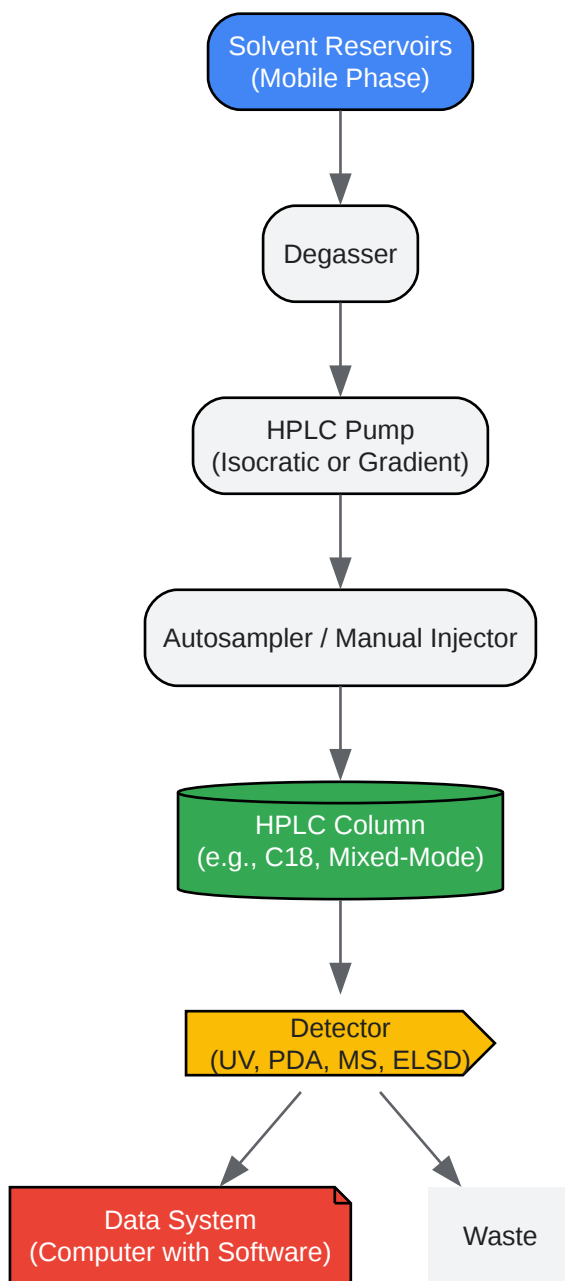 Solvent Reservoirs
(Mobile Phase)
Degasser
HPLC Pump
(Isocratic or Gradient)
Autosampler / Manual Injector
HPLC Column
(e.g., C18, Mixed-Mode)
Detector
(UV, PDA, MS, ELSD)
Data System
(Computer with Software)
Waste